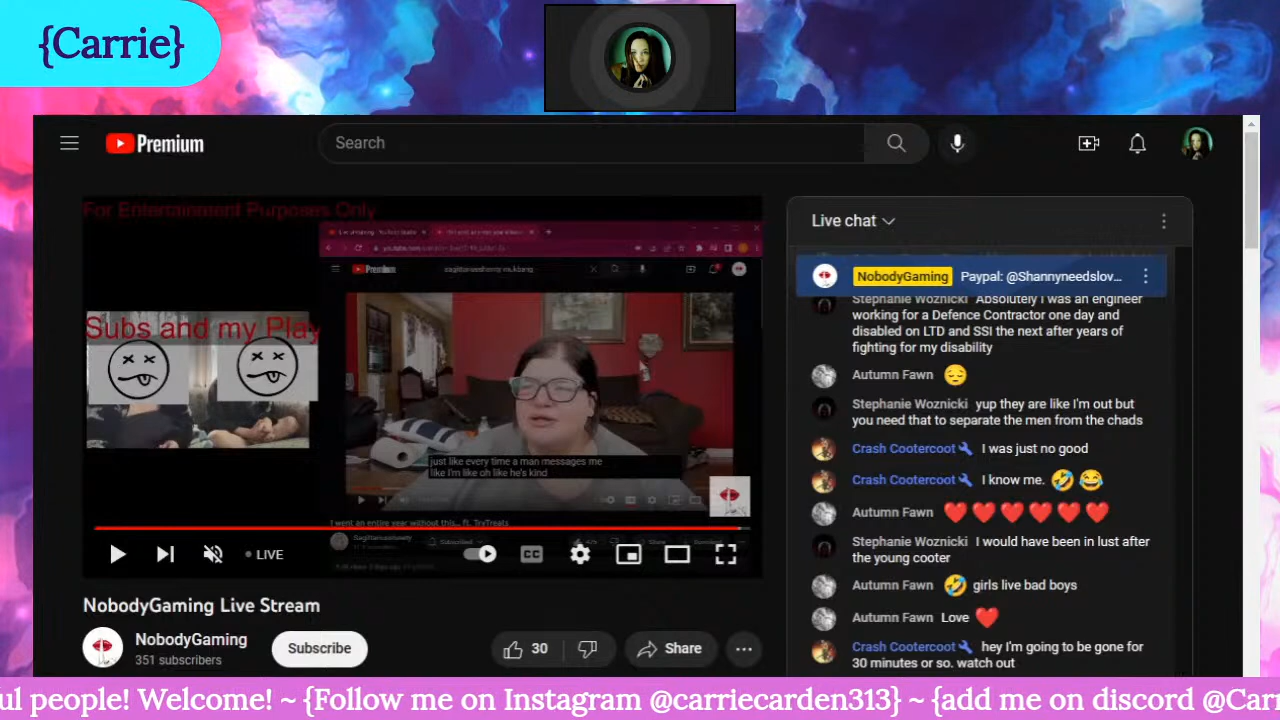 {Carrie}
Premium
Search
For Entertainment Purposes Only
Live chat
NobodyGaming Paypal: @Shannyneedslov...
Stephanie Woznicki Absolutely I was an engineer
working for a Defence Contractor one day and
disabled on LTD and SSI the next after years of
fighting for my disability
Autumn Fawn 😔
Stephanie Woznicki yup they are like I'm out but
you need that to separate the men from the chads
Crash Cootercoot I was just no good
Crash Cootercoot I know me. 🤣😂
Autumn Fawn ❤️❤️❤️❤️❤️❤️
Stephanie Woznicki I would have been in lust after
the young cooter
Autumn Fawn 🤣 girls live bad boys
Autumn Fawn Love ❤️
Crash Cootercoot hey I'm going to be gone for
30 minutes or so. watch out
Premium
sagittariusshawty mukbang
Subs and my Play
just like every time a man messages me
like I'm like oh like he's kind
I went an entire year without this... ft. TrxTreats
Subscribed
LIVE
CC
NobodyGaming Live Stream
NobodyGaming
351 subscribers
Subscribe
30
Share
ul people! Welcome! ~ {Follow me on Instagram @carriecarden313} ~ {add me on discord @Carr